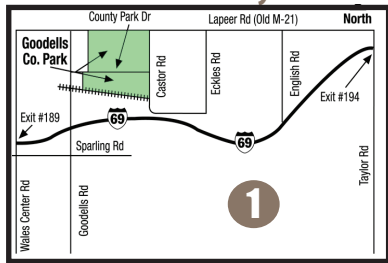 County Park Dr
Lapeer Rd (Old M-21)
North
Goodells
Co. Park
Castor Rd
Eckles Rd
English Rd
Exit #194
Exit #189
69
69
Sparling Rd
Wales Center Rd
Goodells Rd
Taylor Rd
1